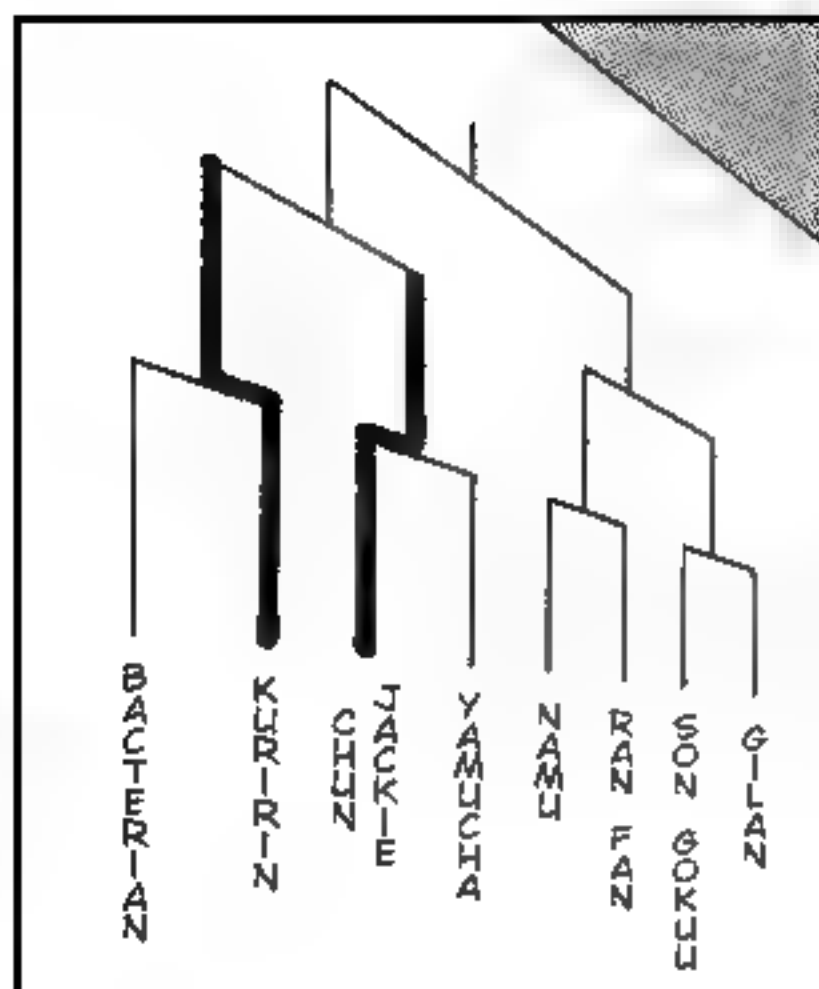 BACTERIAN
KURIRIN
JACKIE
CHUN
YAMUCHA
NAMU
RAN FAN
SON GOKUU
GILAN